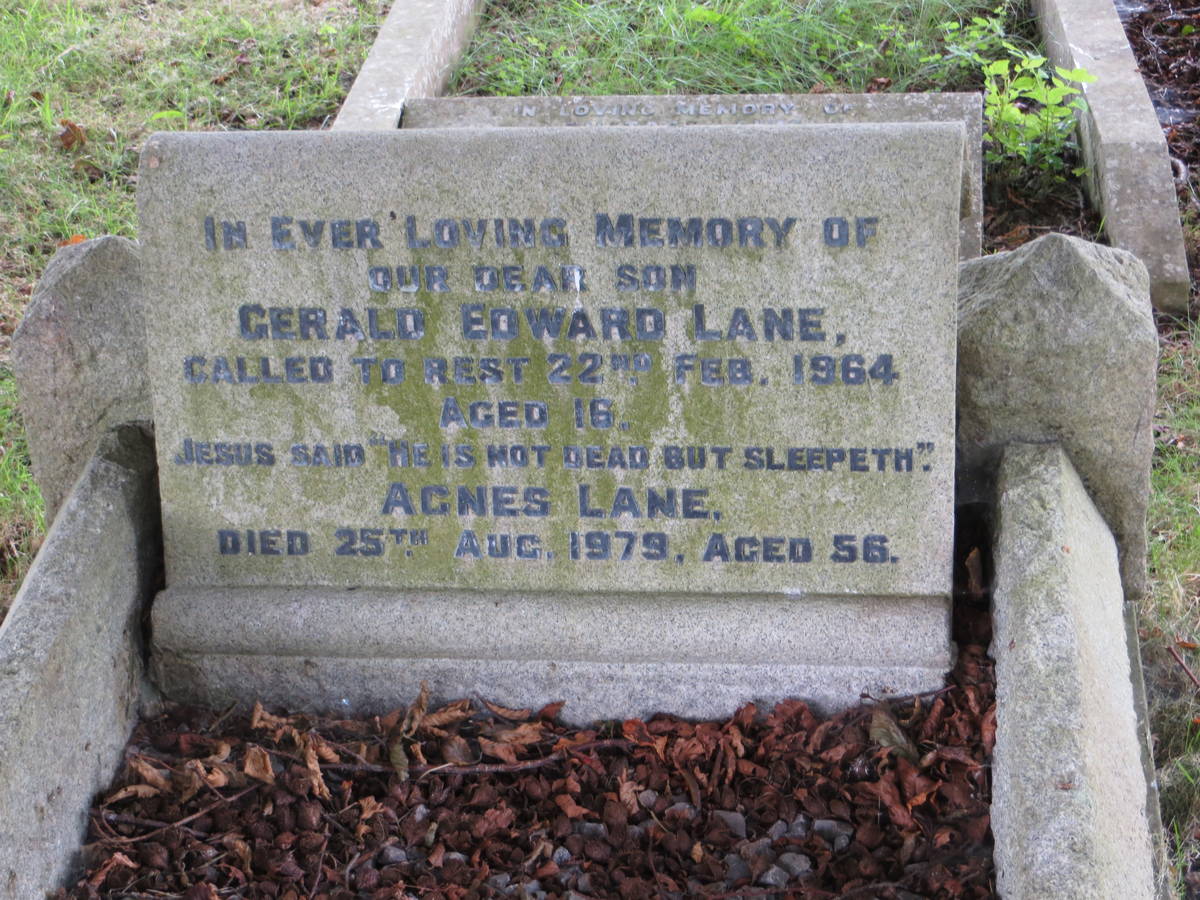 IN LOVING MEMORY OF
IN EVER LOVING MEMORY OF
OUR DEAR SON
GERALD EDWARD LANE,
CALLED TO REST 22ND FEB. 1964
AGED 16.
JESUS SAID "HE IS NOT DEAD BUT SLEEPETH".
AGNES LANE,
DIED 25TH AUG. 1979, AGED 56.